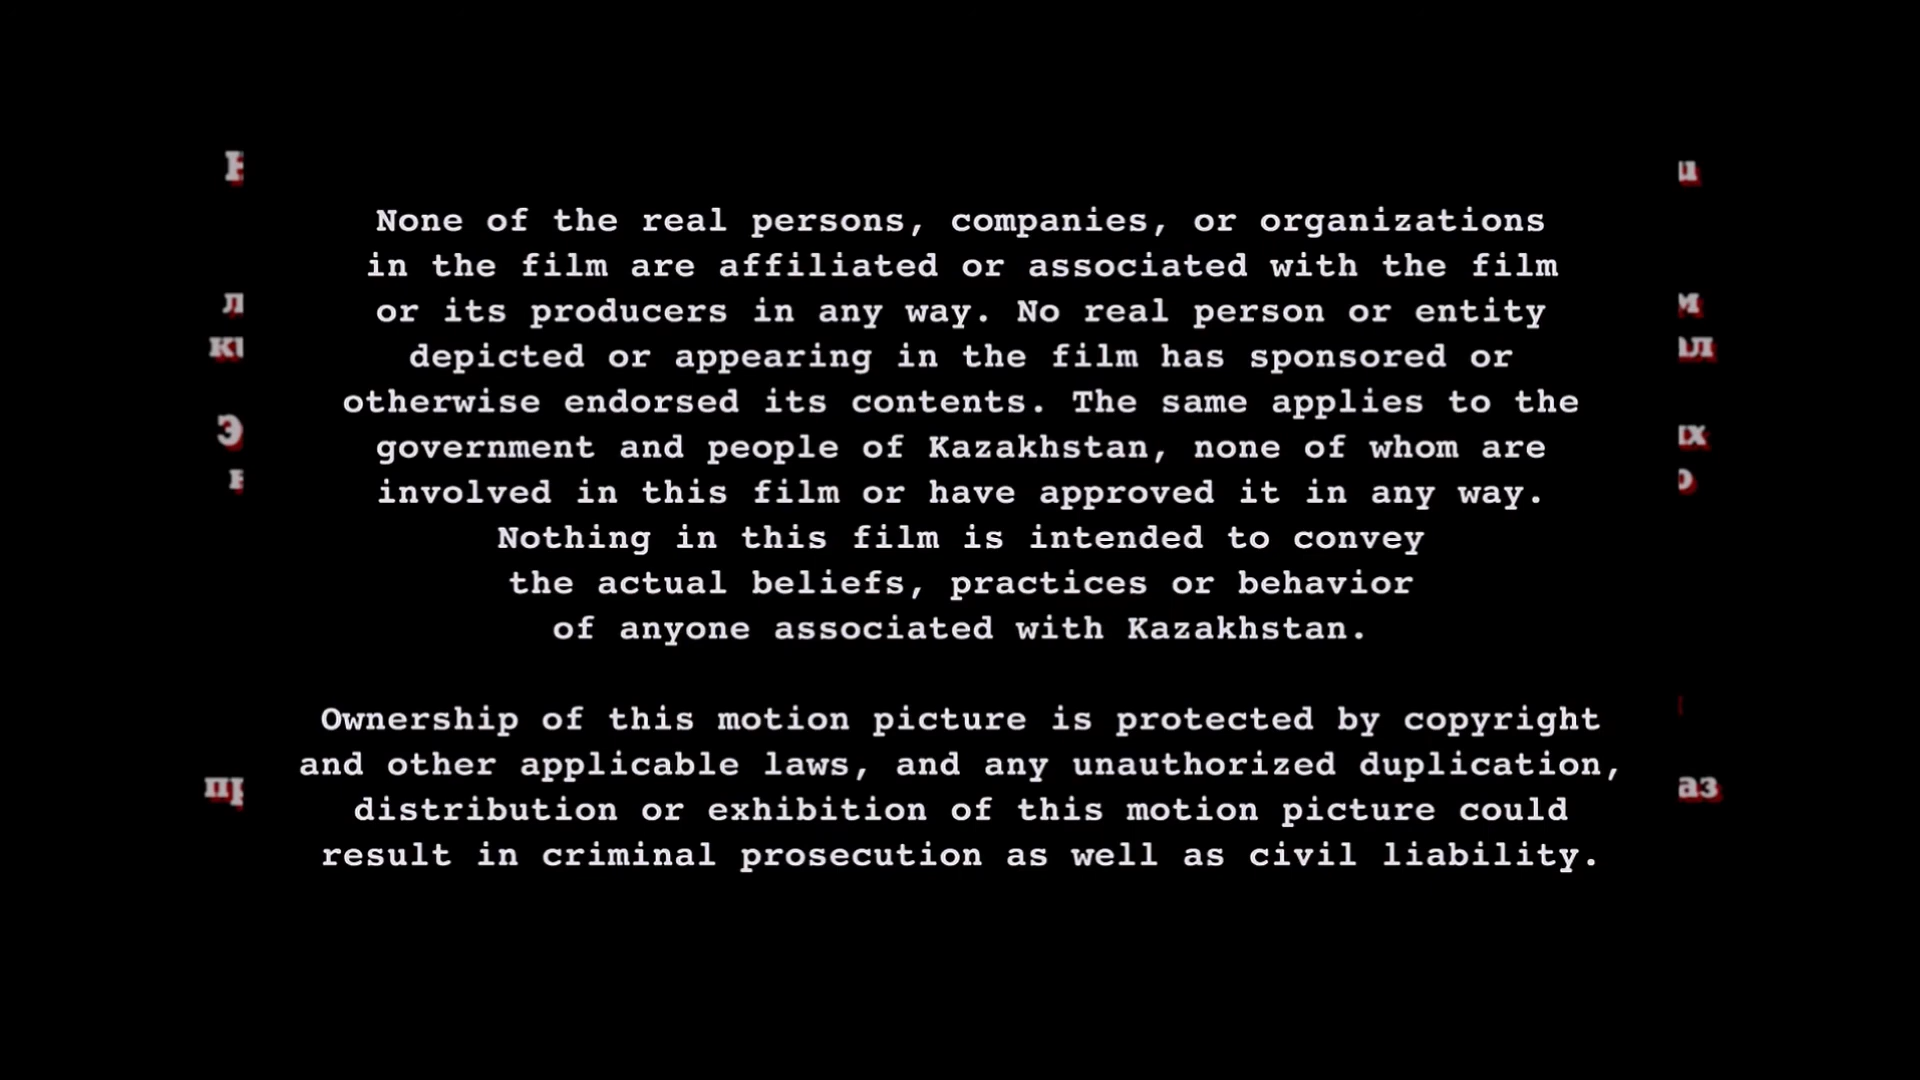 None of the real persons, companies, or organizations
in the film are affiliated or associated with the film
or its producers in any way. No real person or entity
depicted or appearing in the film has sponsored or
otherwise endorsed its contents. The same applies to the
government and people of Kazakhstan, none of whom are
involved in this film or have approved it in any way.
Nothing in this film is intended to convey
the actual beliefs, practices or behavior
of anyone associated with Kazakhstan.
Ownership of this motion picture is protected by copyright
and other applicable laws, and any unauthorized duplication,
distribution or exhibition of this motion picture could
result in criminal prosecution as well as civil liability.